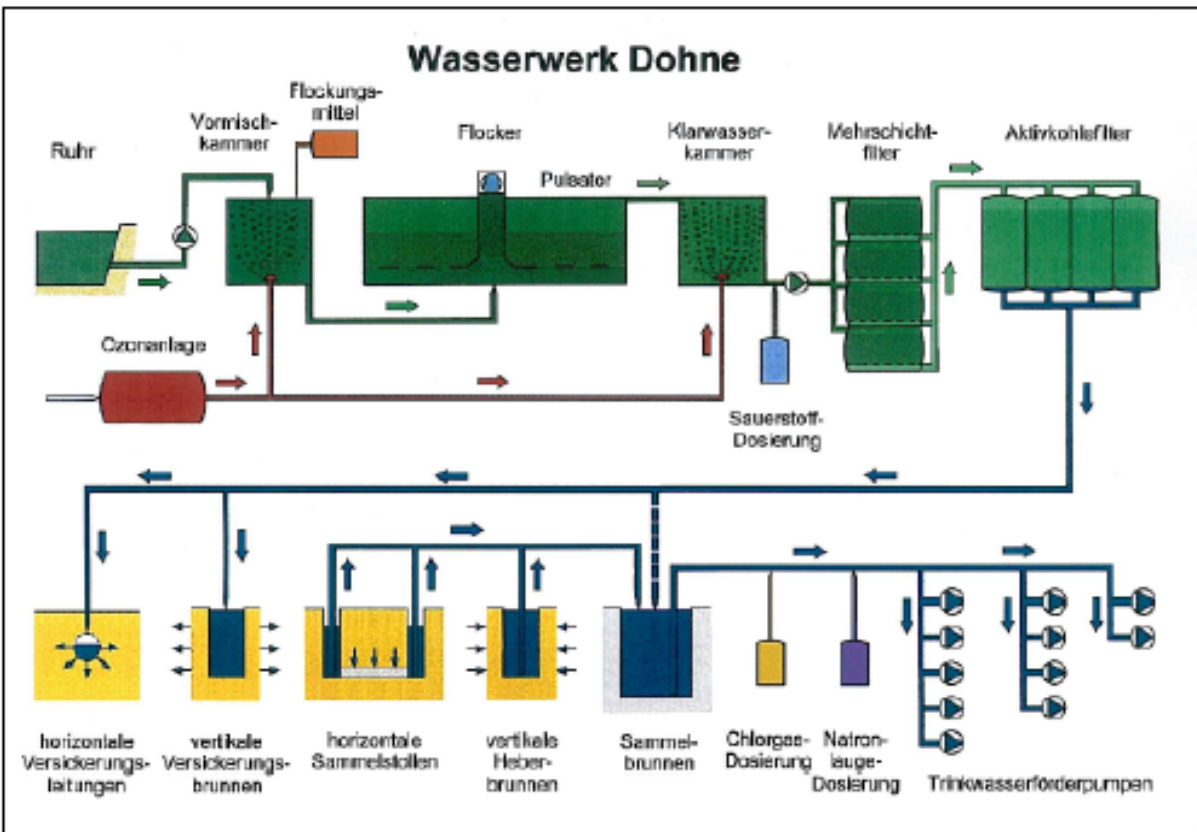 Wasserwerk Dohne
Ruhr
Vormisch-
kammer
Flockungs-
mittel
Flocker
Pulsator
Klarwasser-
kammer
Mehrschicht-
filter
Aktivkohlefilter
Ozonanlage
Sauerstoff-
Dosierung
horizontale
Versickerungs-
leitungen
vertikale
Versickerungs-
brunnen
horizontale
Sammelstollen
vertikale
Heber-
brunnen
Sammel-
brunnen
Chlorgas-
Dosierung
Natron-
lauge-
Dosierung
Trinkwasserförderpumpen